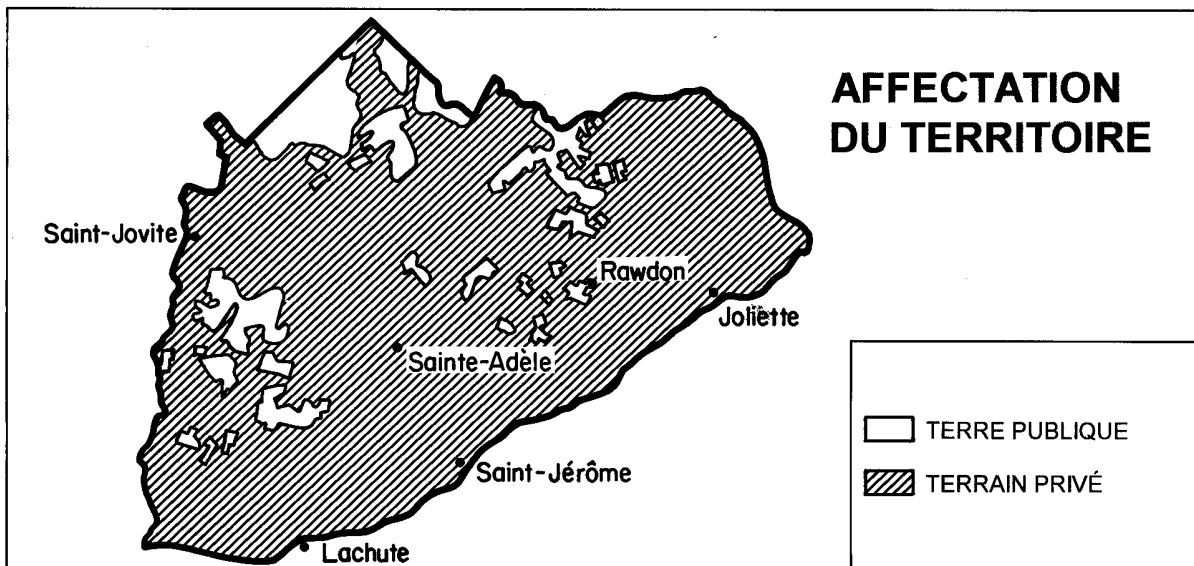 AFFECTATION
DU TERRITOIRE
Saint-Jovite
Rawdon
Joliette
Sainte-Adèle
TERRE PUBLIQUE
Saint-Jérôme
TERRAIN PRIVÉ
Lachute